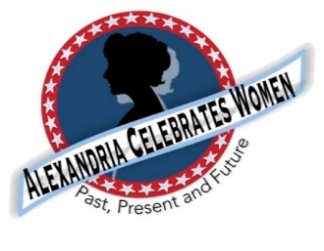 ALEXANDRIA CELEBRATES WOMEN
Past, Present and Future